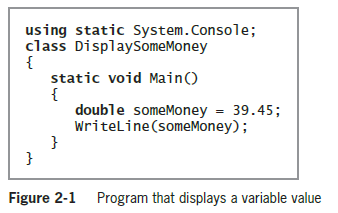 using static System.Console;
class DisplaySomeMoney
{
static void Main()
{
double someMoney = 39.45;
WriteLine(someMoney);
}
}
Figure 2-1 Program that displays a variable value